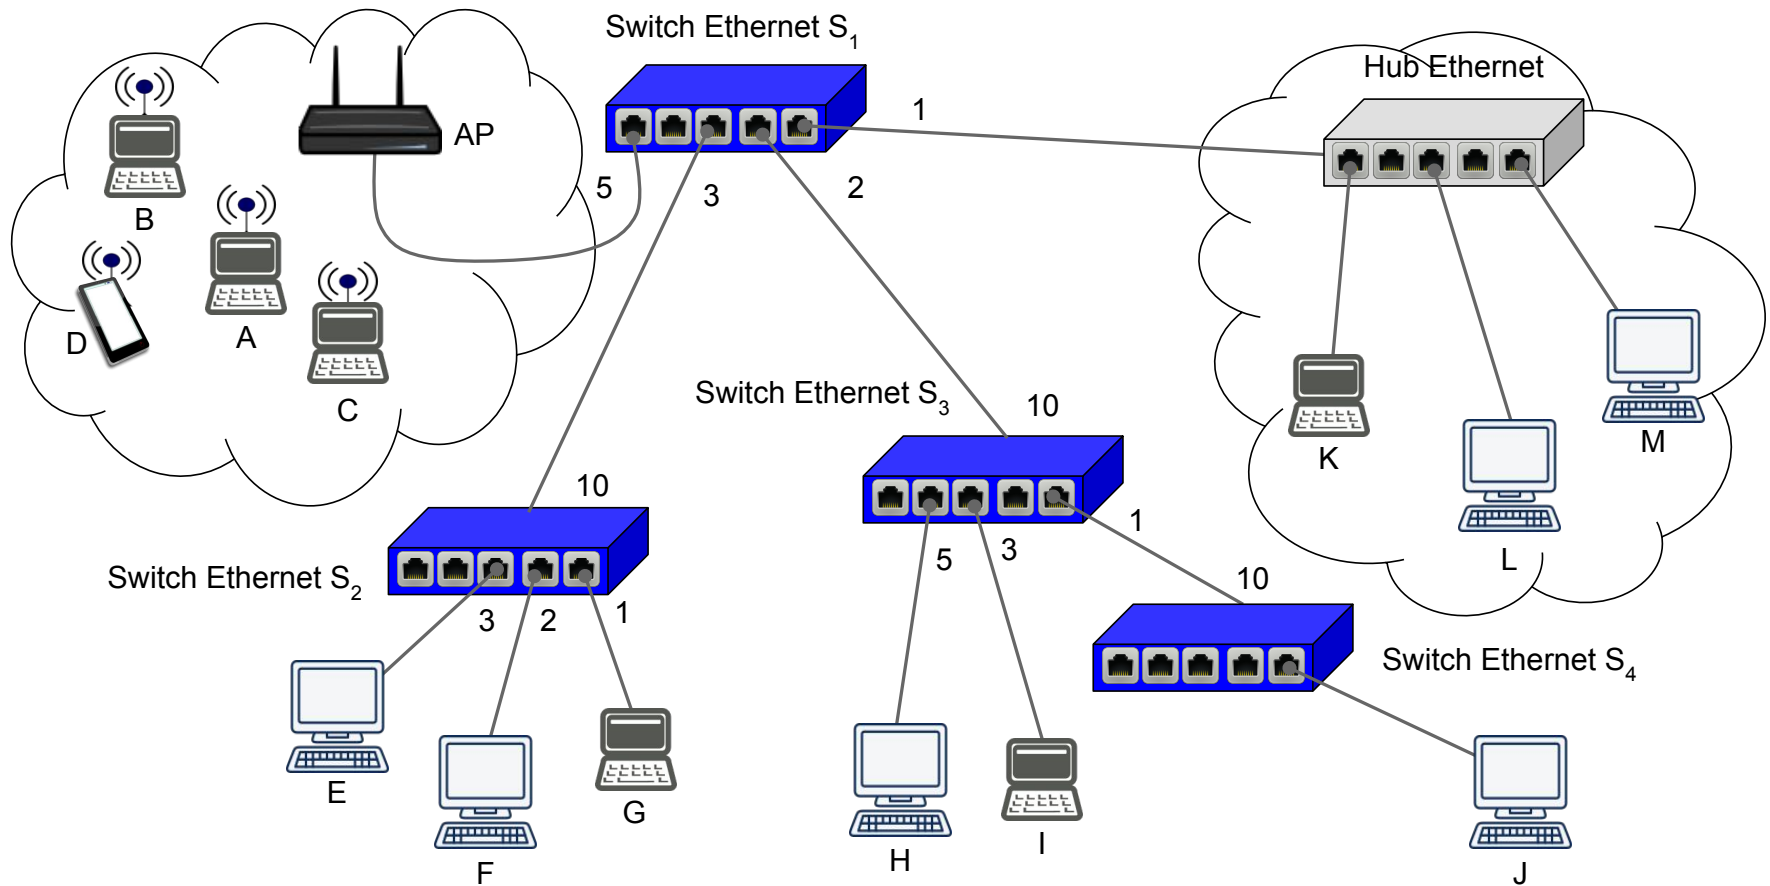 Switch Ethernet S1
Hub Ethernet
AP
1
B
5
3
2
A
D
C
Switch Ethernet S3
10
K
M
L
10
Switch Ethernet S2
3
2
1
5
3
1
10
Switch Ethernet S4
E
F
G
H
I
J